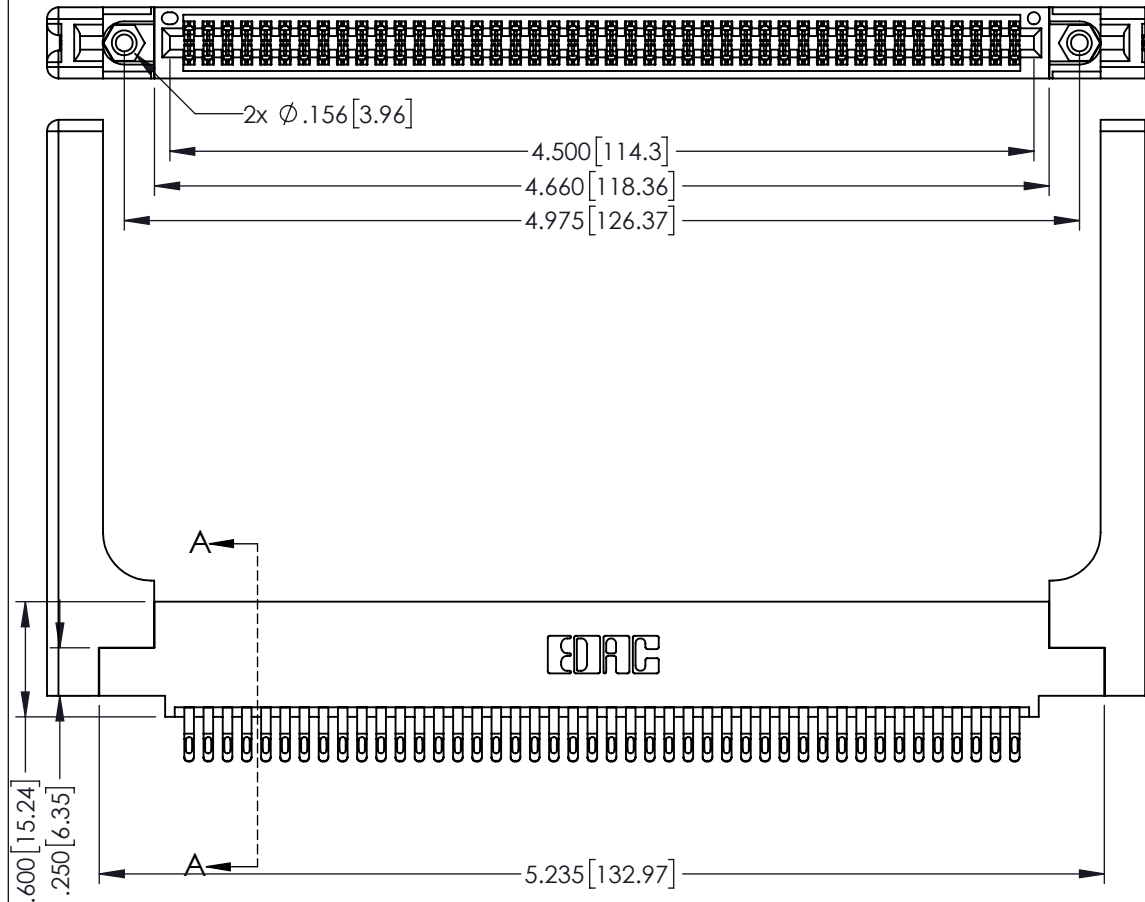 2x Ø.156[3.96]
4.500[114.3]
4.660[118.36]
4.975[126.37]
A
EDAC
.600[15.24]
.250[6.35]
A
5.235[132.97]